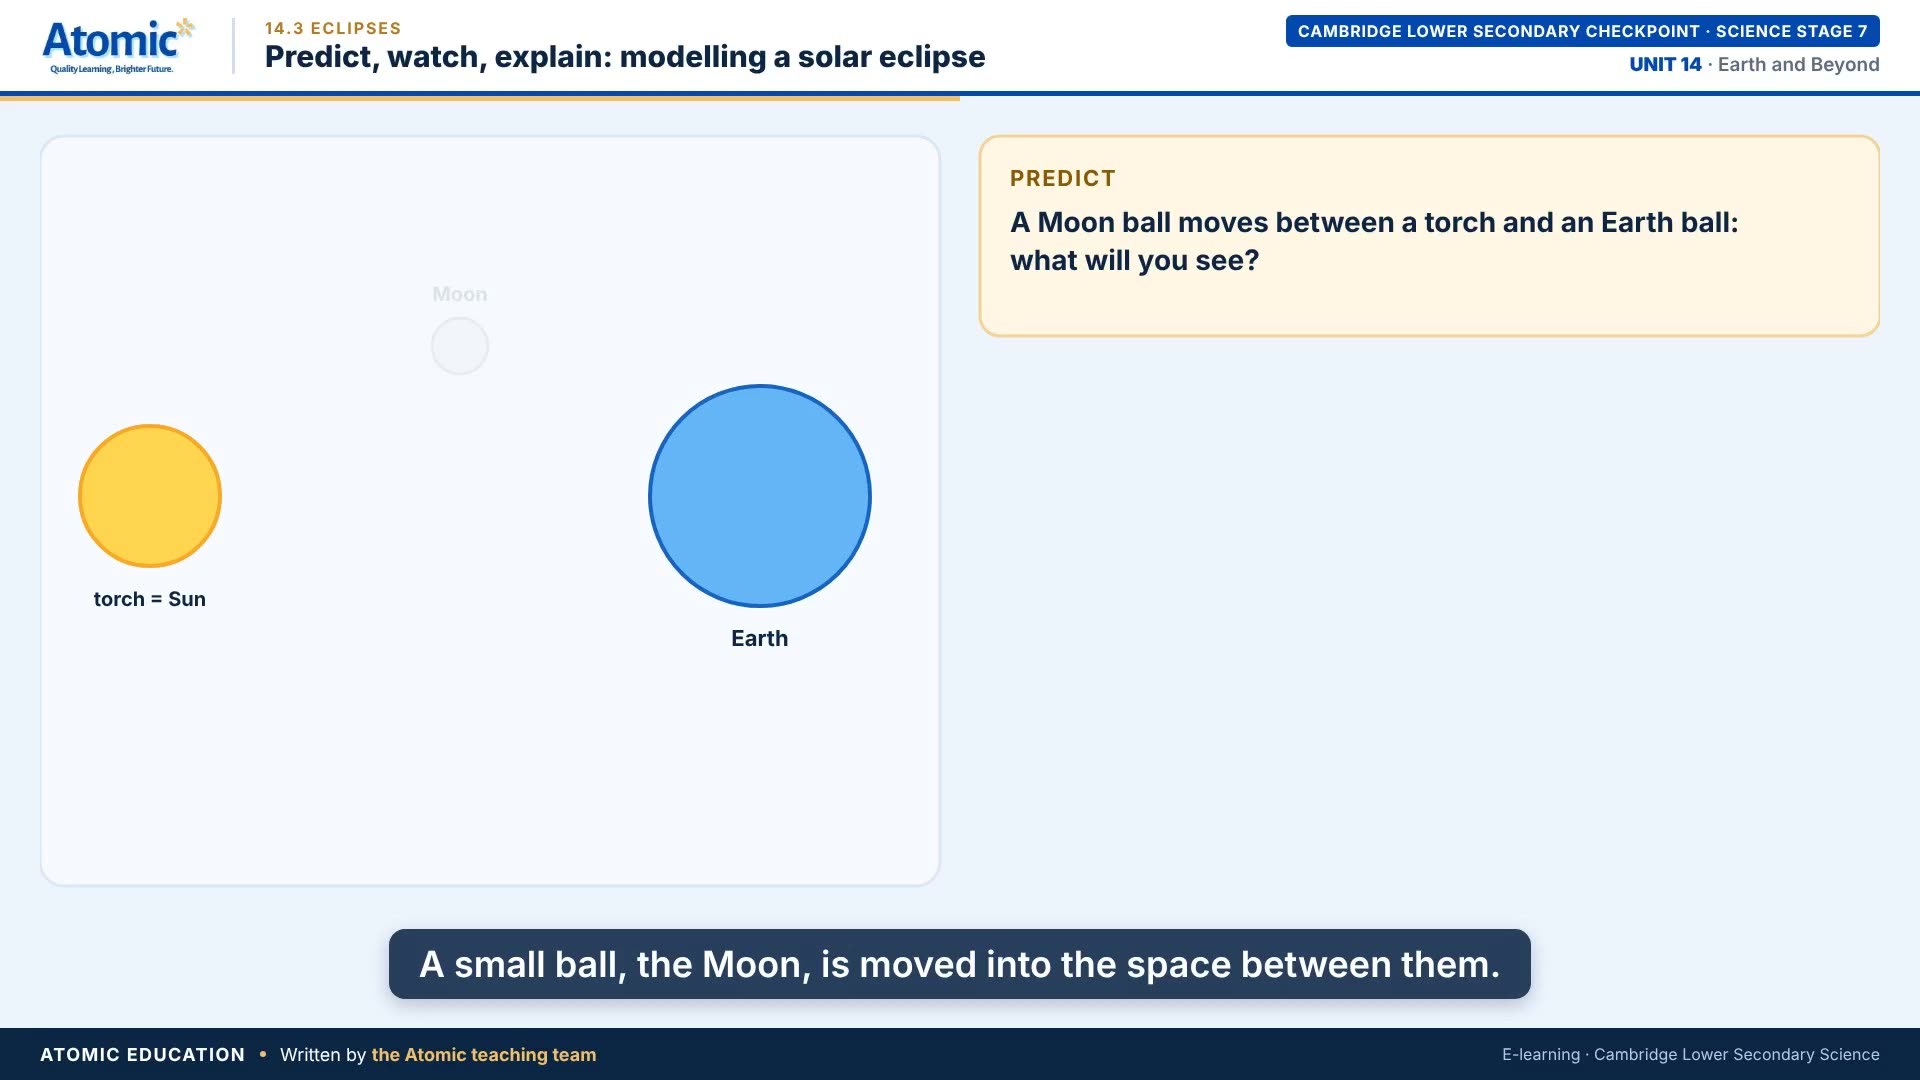 Atomic
Quality Learning, Brighter Future.
14.3 ECLIPSES
Predict, watch, explain: modelling a solar eclipse
CAMBRIDGE LOWER SECONDARY CHECKPOINT · SCIENCE STAGE 7
UNIT 14 · Earth and Beyond
Moon
torch = Sun
Earth
PREDICT
A Moon ball moves between a torch and an Earth ball:
what will you see?
A small ball, the Moon, is moved into the space between them.
ATOMIC EDUCATION • Written by the Atomic teaching team
E-learning · Cambridge Lower Secondary Science